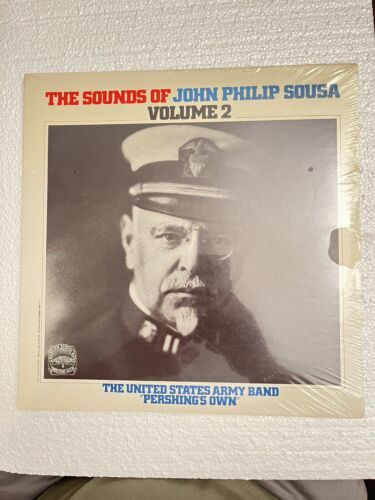 THE SOUNDS OF JOHN PHILIP SOUSA
VOLUME 2
THE UNITED STATES ARMY BAND
"PERSHING'S OWN"